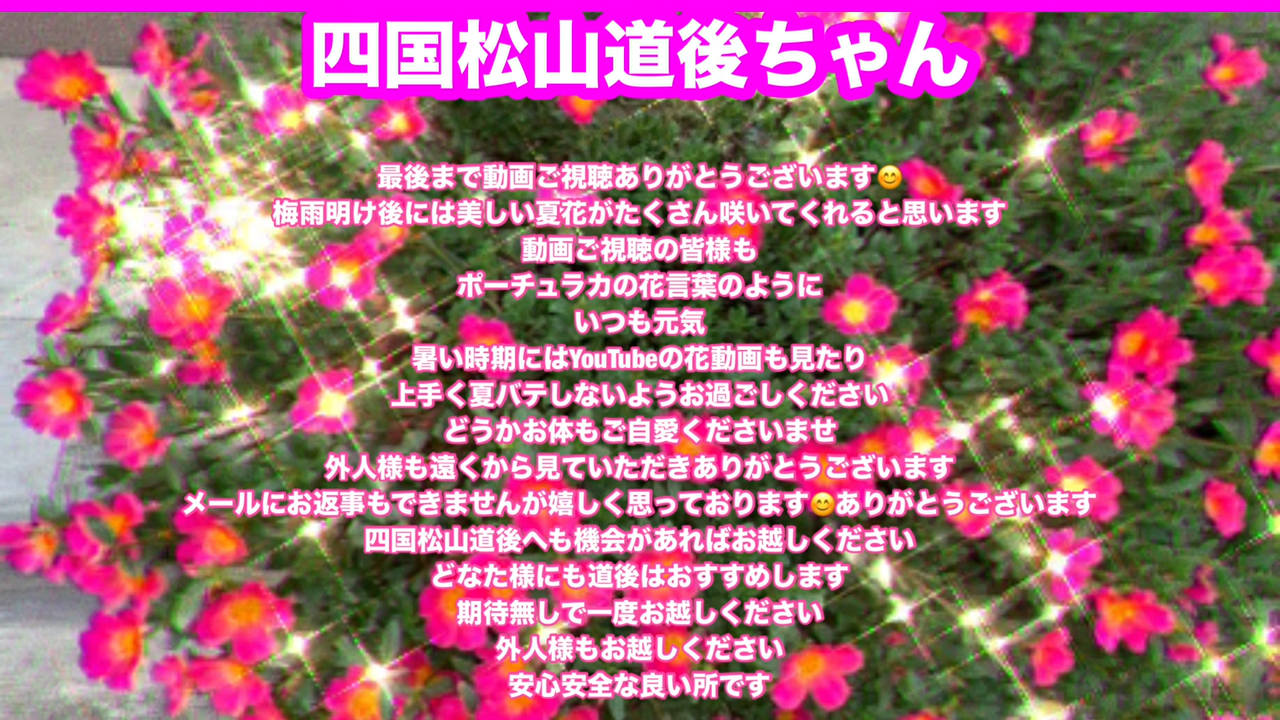 四国松山道後ちゃん
最後まで動画ご視聴ありがとうございます😊
梅雨明け後には美しい夏花がたくさん咲いてくれると思います
動画ご視聴の皆様も
ポーチュラカの花言葉のように
いつも元気
暑い時期にはYouTubeの花動画も見たり
上手く夏バテしないようお過ごしください
どうかお体もご自愛くださいませ
外人様も遠くから見ていただきありがとうございます
メールにお返事もできませんが嬉しく思っております😊ありがとうございます
四国松山道後へも機会があればお越しください
どなた様にも道後はおすすめします
期待無しで一度お越しください
外人様もお越しください
安心安全な良い所です